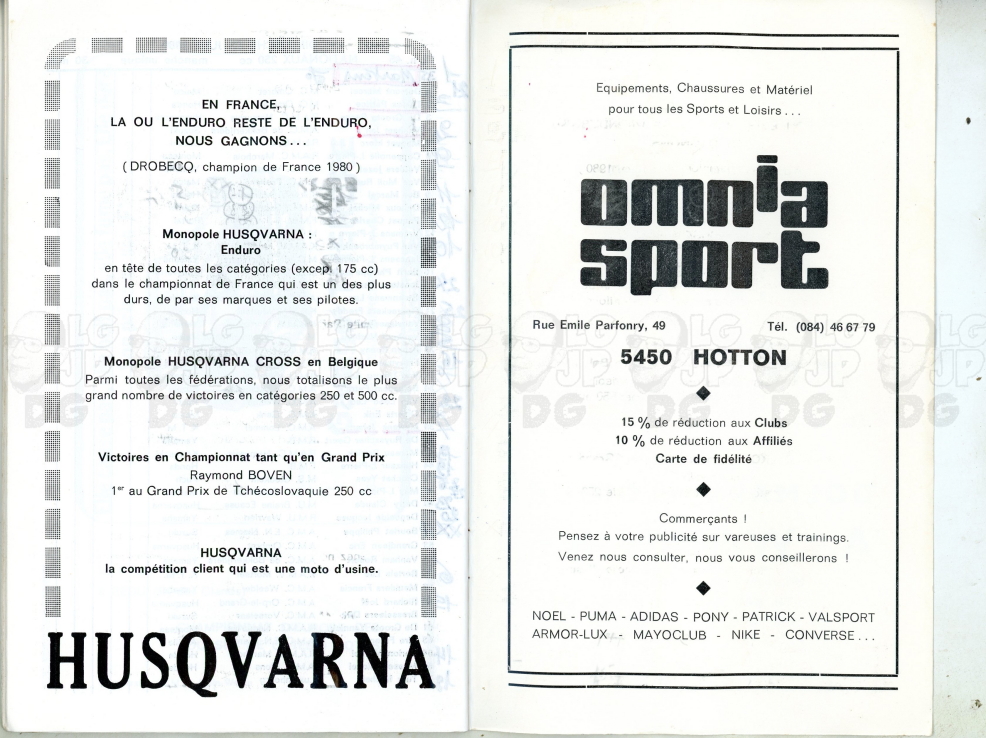 EN FRANCE,
LA OU L'ENDURO RESTE DE L'ENDURO,
NOUS GAGNONS...
( DROBECQ, champion de France 1980 )
Monopole HUSQVARNA :
Enduro
en tête de toutes les catégories (excep. 175 cc)
dans le championnat de France qui est un des plus
durs, de par ses marques et ses pilotes.
Monopole HUSQVARNA CROSS en Belgique
Parmi toutes les fédérations, nous totalisons le plus
grand nombre de victoires en catégories 250 et 500 cc.
Victoires en Championnat tant qu'en Grand Prix
Raymond BOVEN
1er au Grand Prix de Tchécoslovaquie 250 cc
HUSQVARNA
la compétition client qui est une moto d'usine.
HUSQVARNA
Equipements, Chaussures et Matériel
pour tous les Sports et Loisirs...
omnia
sport
Rue Emile Parfonry, 49 Tél. (084) 46 67 79
5450 HOTTON
15 % de réduction aux Clubs
10 % de réduction aux Affiliés
Carte de fidélité
Commerçants !
Pensez à votre publicité sur vareuses et trainings.
Venez nous consulter, nous vous conseillerons !
NOEL - PUMA - ADIDAS - PONY - PATRICK - VALSPORT
ARMOR-LUX - MAYOCLUB - NIKE - CONVERSE...
LG JP DG